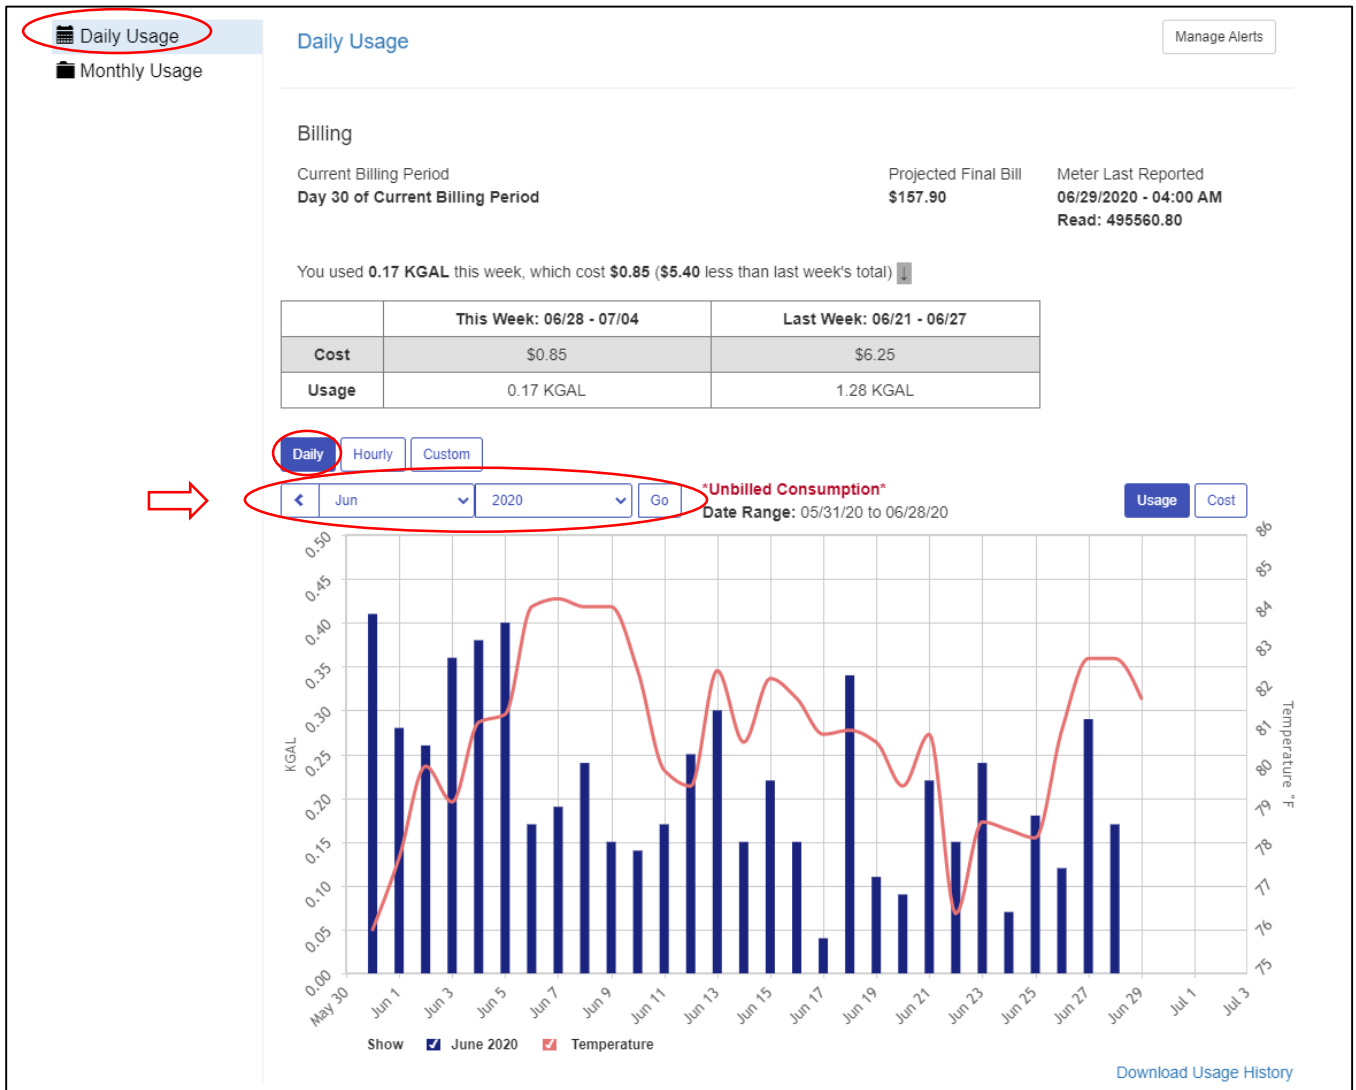 Daily Usage
Monthly Usage
Daily Usage
Manage Alerts
Billing
Current Billing Period
Day 30 of Current Billing Period
Projected Final Bill
$157.90
Meter Last Reported
06/29/2020 - 04:00 AM
Read: 495560.80
You used 0.17 KGAL this week, which cost $0.85 ($5.40 less than last week's total) ↓
This Week: 06/28 - 07/04 Last Week: 06/21 - 06/27
Cost $0.85 $6.25
Usage 0.17 KGAL 1.28 KGAL
Daily Hourly Custom
Jun 2020 Go
*Unbilled Consumption*
Date Range: 05/31/20 to 06/28/20
Usage Cost
KGAL
0.50
0.45
0.40
0.35
0.30
0.25
0.20
0.15
0.10
0.05
0.00
86
85
84
83
82
81
80
79
78
77
76
75
Temperature °F
May 30 Jun 1 Jun 3 Jun 5 Jun 7 Jun 9 Jun 11 Jun 13 Jun 15 Jun 17 Jun 19 Jun 21 Jun 23 Jun 25 Jun 27 Jun 29 Jul 1 Jul 3
Show June 2020 Temperature
Download Usage History